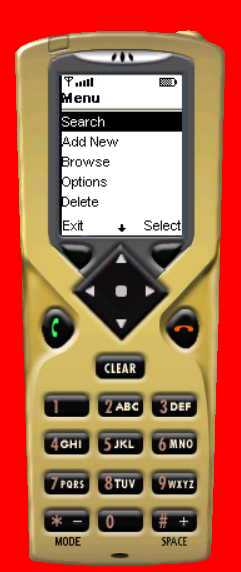 Menu
Search
Add New
Browse
Options
Delete
Exit Select
CLEAR
1 2 ABC 3 DEF
4 GHI 5 JKL 6 MNO
7 PQRS 8 TUV 9 WXYZ
* - 0 # +
MODE SPACE